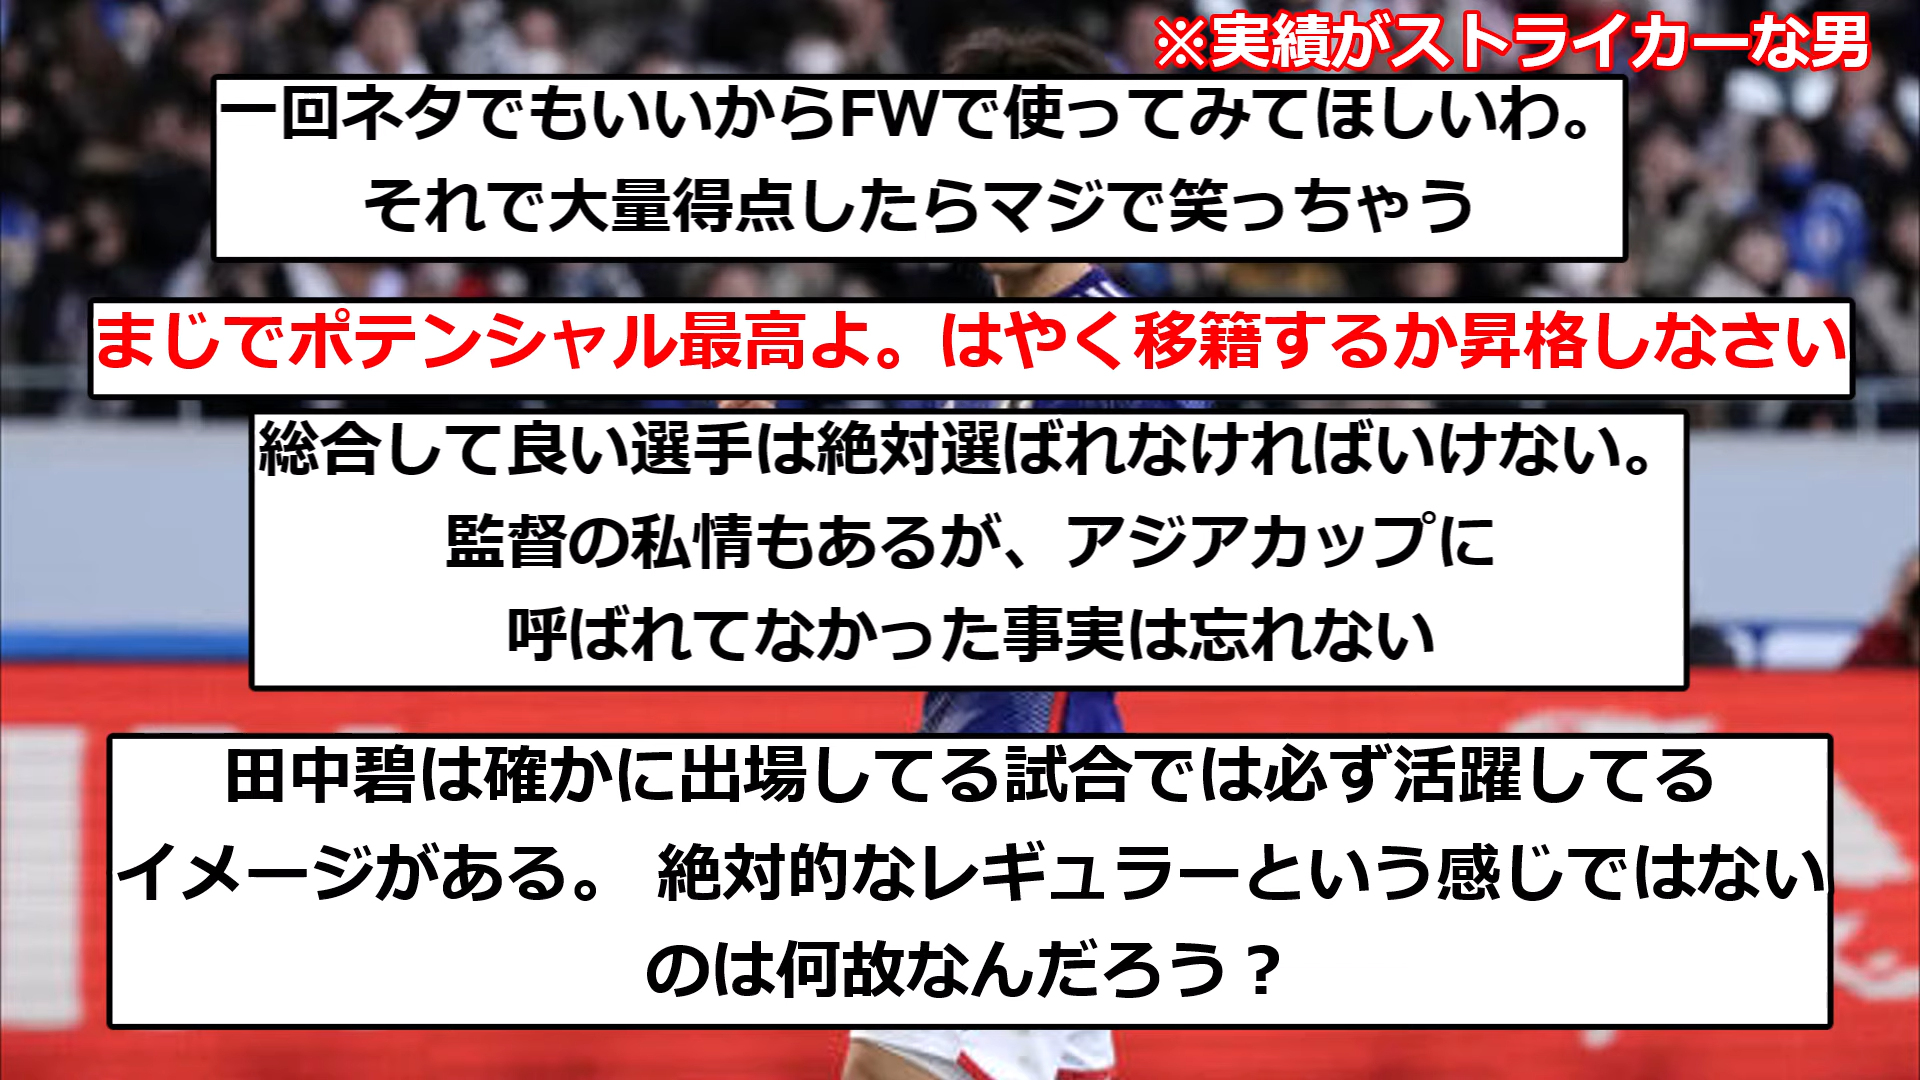 ※実績がストライカーな男
一回ネタでもいいからFWで使ってみてほしいわ。
それで大量得点したらマジで笑っちゃう
まじでポテンシャル最高よ。はやく移籍するか昇格しなさい
総合して良い選手は絶対選ばれなければいけない。
監督の私情もあるが、アジアカップに
呼ばれてなかった事実は忘れない
田中碧は確かに出場してる試合では必ず活躍してる
イメージがある。 絶対的なレギュラーという感じではない
のは何故なんだろう？